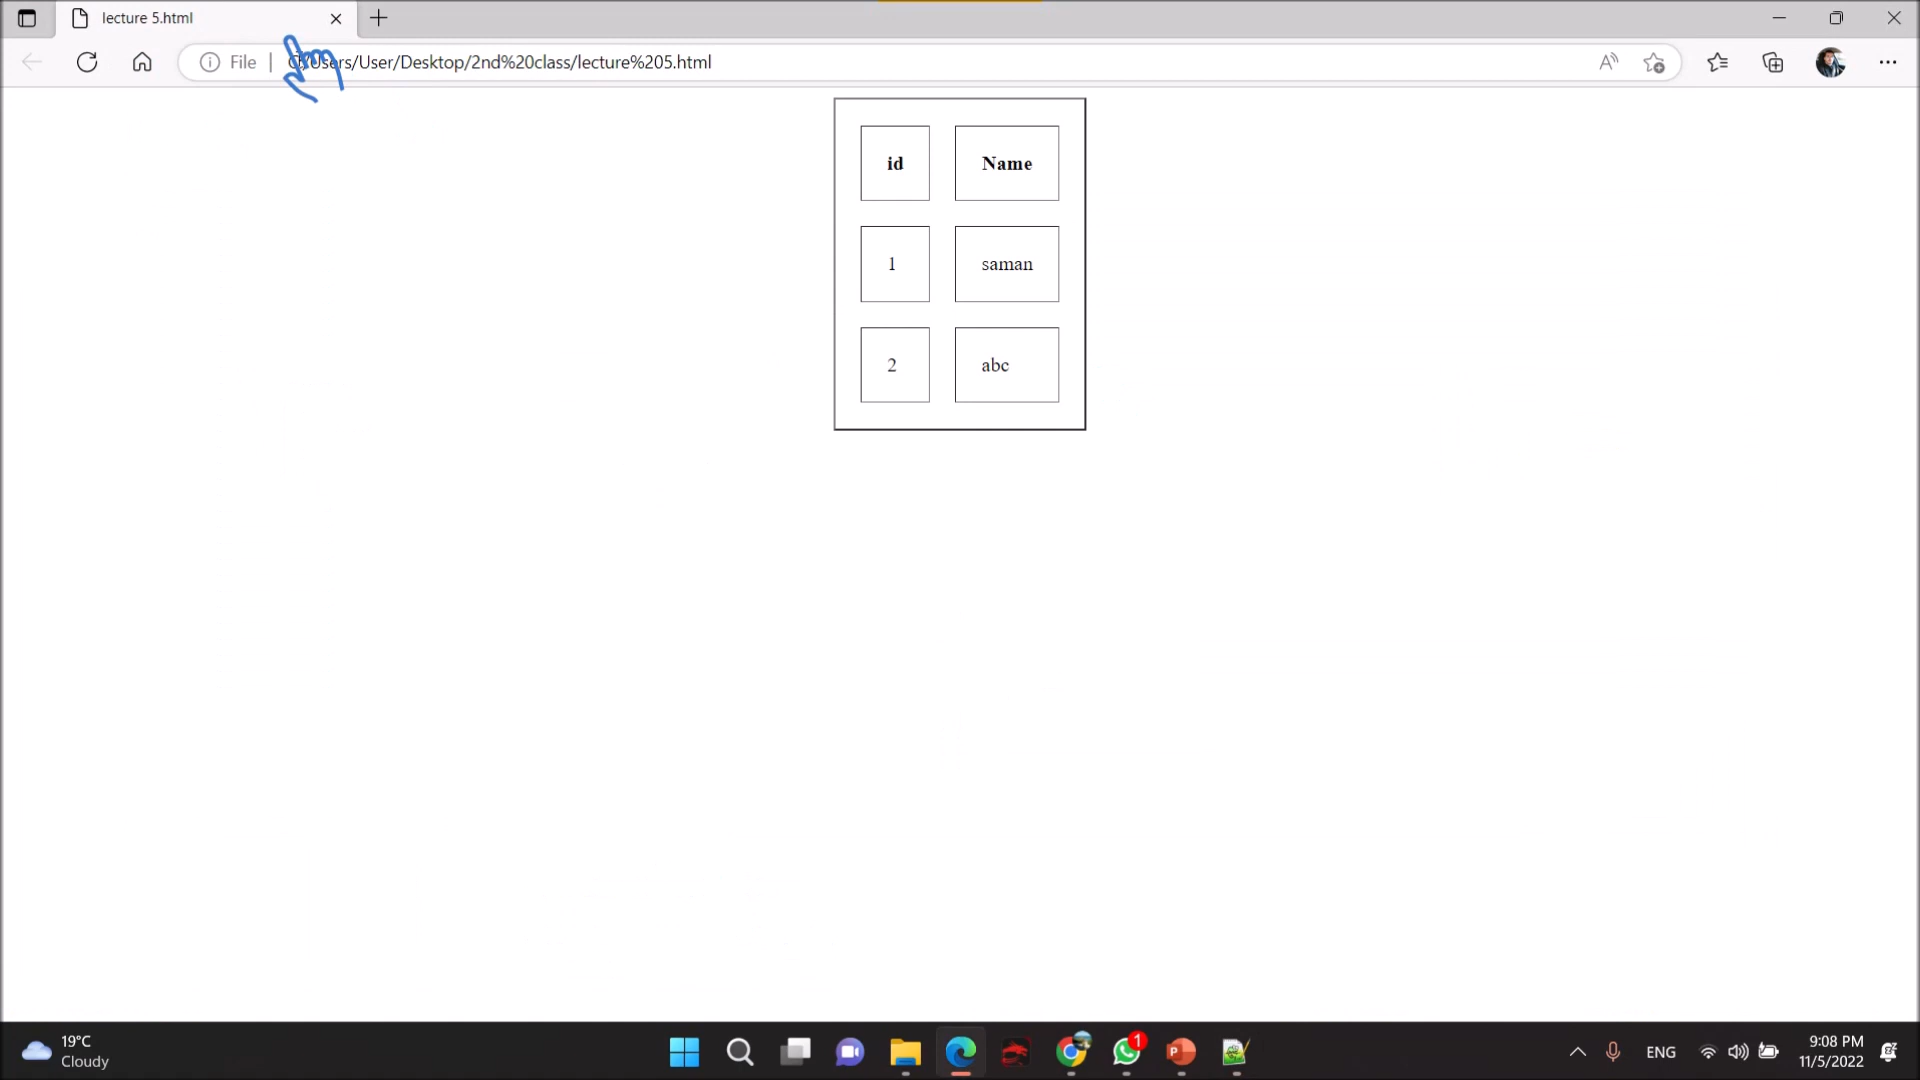 lecture 5.html
File | C:/Users/User/Desktop/2nd%20class/lecture%205.html
id Name
1 saman
2 abc
19°C
Cloudy
1
ENG
9:08 PM
11/5/2022